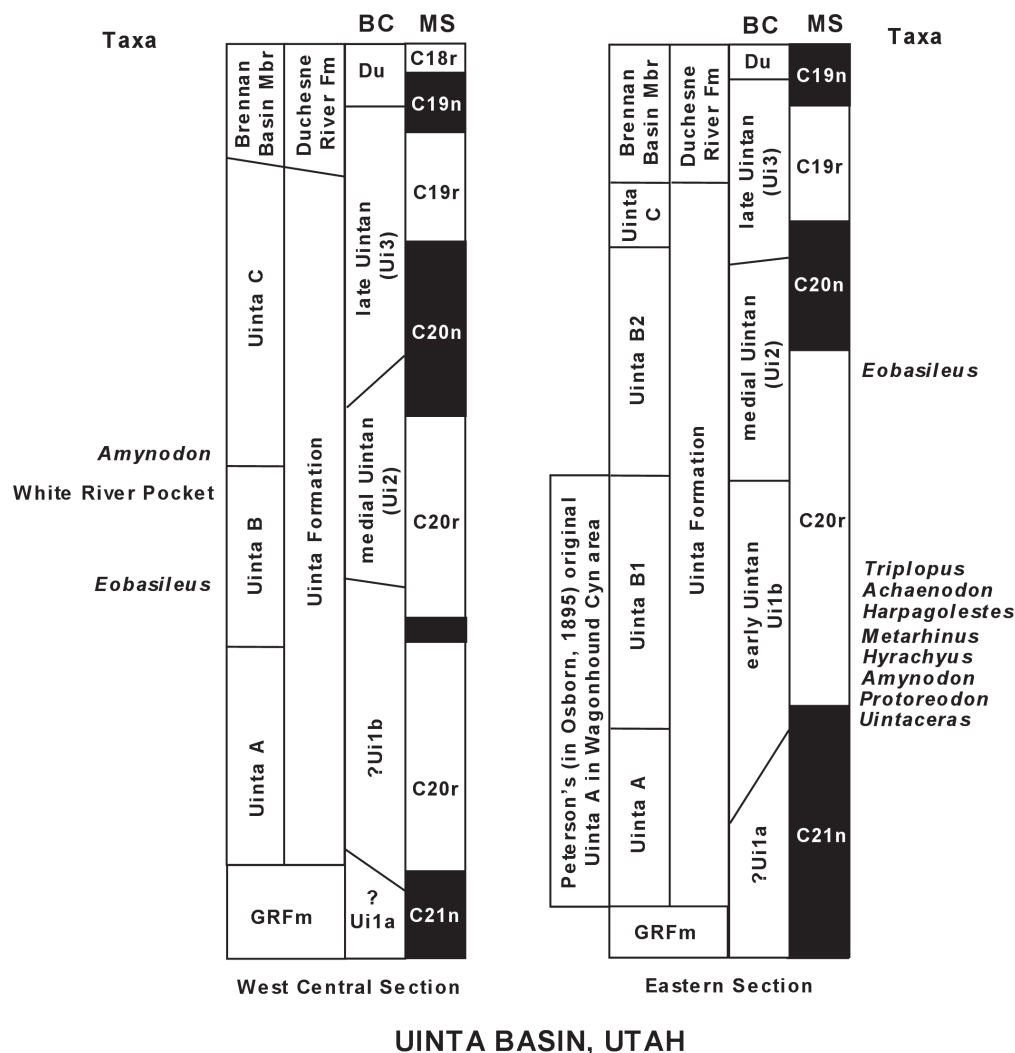 Taxa
BC MS
Brennan
Basin Mbr
Duchesne
River Fm
Du
C18r
C19n
C19r
late Uintan
(Ui3)
Uinta C
C20n
Amynodon
White River Pocket
medial Uintan
(Ui2)
Uinta B
Uinta Formation
C20r
Eobasileus
Uinta A
?Ui1b
C20r
GRFm
?
Ui1a
C21n
West Central Section
BC MS
Taxa
Brennan
Basin Mbr
Duchesne
River Fm
Du
C19n
late Uintan
(Ui3)
C19r
Uinta
C
C20n
Uinta B2
medial Uintan
(Ui2)
Eobasileus
Uinta Formation
C20r
Peterson's (in Osborn, 1895) original
Uinta A in Wagonhound Cyn area
Uinta B1
early Uintan
Ui1b
Triplopus
Achaenodon
Harpagolestes
Metarhinus
Hyrachyus
Amynodon
Protoreodon
Uintaceras
Uinta A
?Ui1a
C21n
GRFm
Eastern Section
UINTA BASIN, UTAH